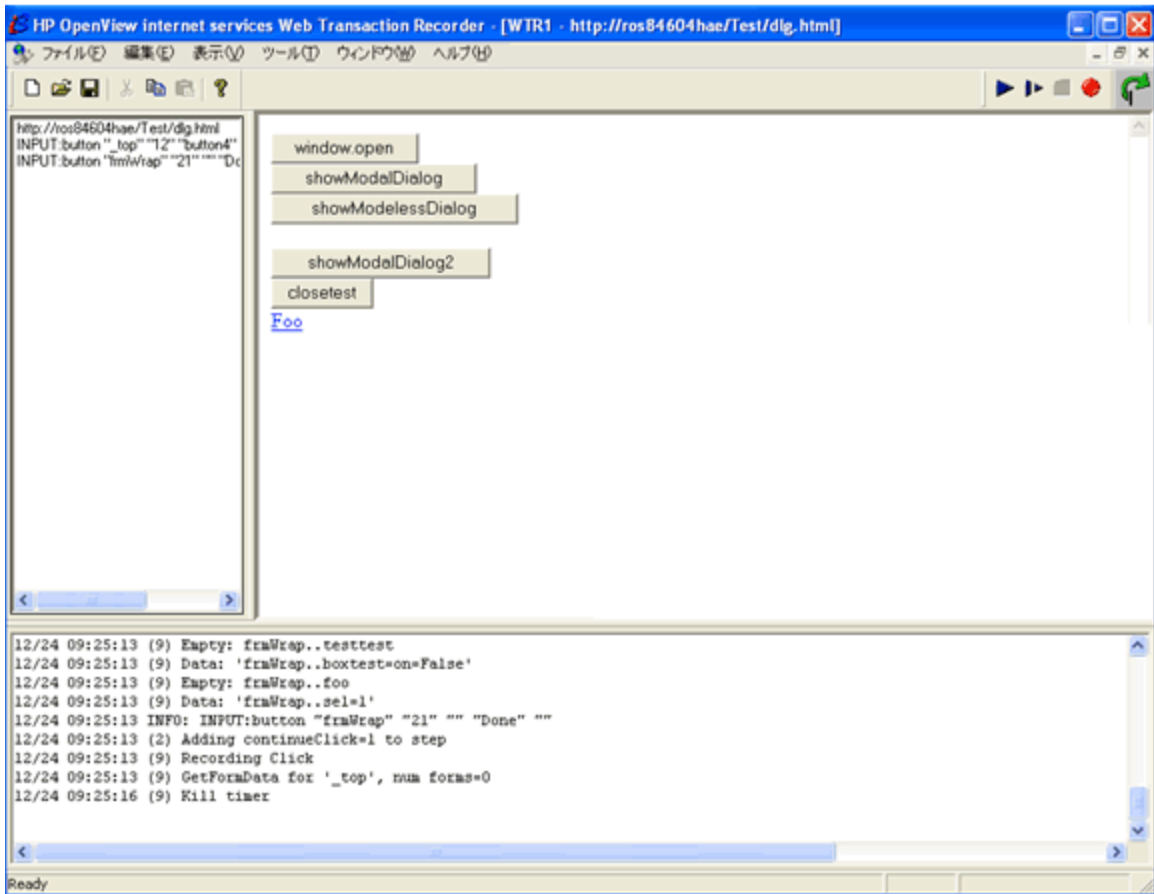 HP OpenView internet services Web Transaction Recorder - [WTR1 - http://ros84604hae/Test/dlg.html]
ファイル(F) 編集(E) 表示(V) ツール(T) ウィンドウ(W) ヘルプ(H)
http://ros84604hae/Test/dlg.html
INPUT:button "_top" "12" "button4"
INPUT:button "frmWrap" "21" "" "Do
window.open
showModalDialog
showModelessDialog
showModalDialog2
closetest
Foo
12/24 09:25:13 (9) Empty: frmWrap..testtest
12/24 09:25:13 (9) Data: 'frmWrap..boxtest=on=False'
12/24 09:25:13 (9) Empty: frmWrap..foo
12/24 09:25:13 (9) Data: 'frmWrap..sel=1'
12/24 09:25:13 INFO: INPUT:button "frmWrap" "21" "" "Done" ""
12/24 09:25:13 (2) Adding continueClick=1 to step
12/24 09:25:13 (9) Recording Click
12/24 09:25:13 (9) GetFormData for '_top', num forms=0
12/24 09:25:16 (9) Kill timer
Ready